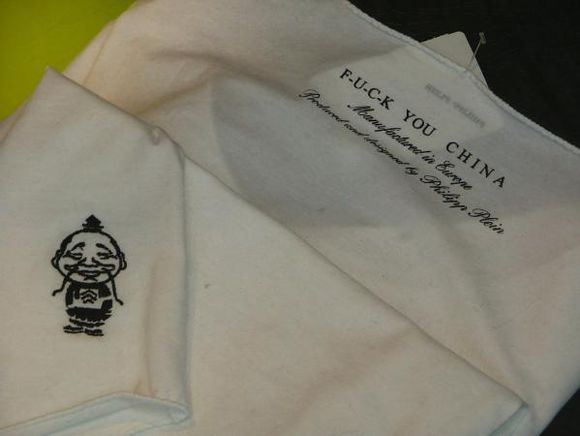 F-U-C-K YOU CHINA
Manufactured in Europe
Produced and designed by Philipp Plein